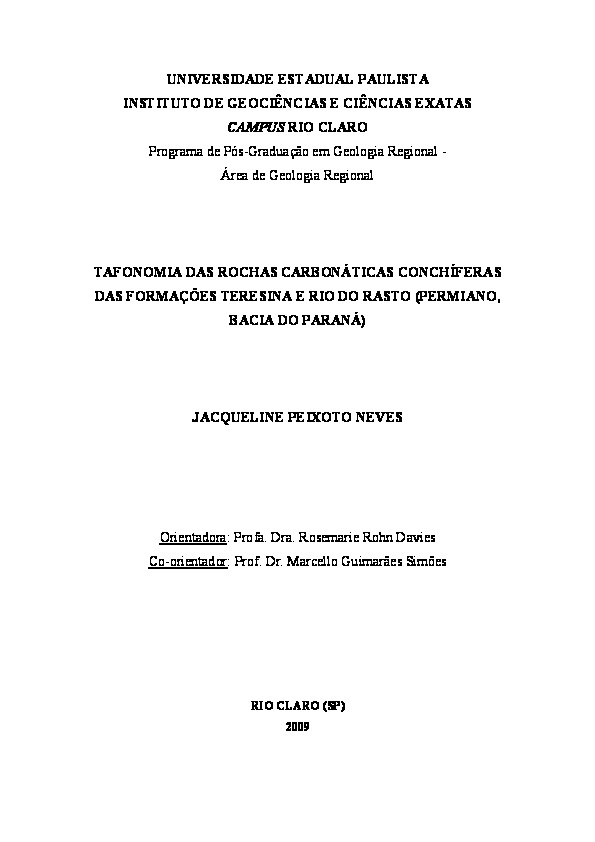 UNIVERSIDADE ESTADUAL PAULISTA
INSTITUTO DE GEOCIÊNCIAS E CIÊNCIAS EXATAS
CAMPUS RIO CLARO
Programa de Pós-Graduação em Geologia Regional -
Área de Geologia Regional
TAFONOMIA DAS ROCHAS CARBONÁTICAS CONCHÍFERAS
DAS FORMAÇÕES TERESINA E RIO DO RASTO (PERMIANO,
BACIA DO PARANÁ)
JACQUELINE PEIXOTO NEVES
Orientadora: Profa. Dra. Rosemarie Rohn Davies
Co-orientador: Prof. Dr. Marcello Guimarães Simões
RIO CLARO (SP)
2009